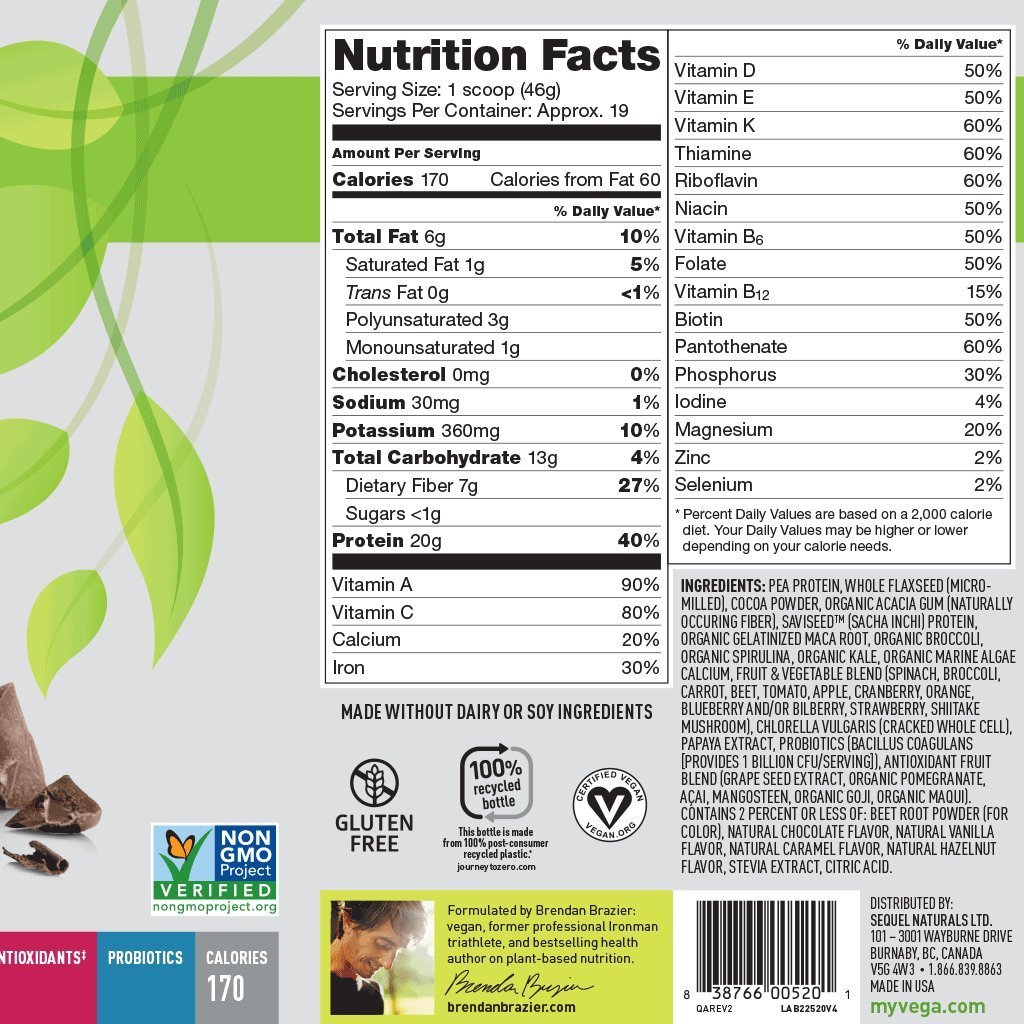 Nutrition Facts
Serving Size: 1 scoop (46g)
Servings Per Container: Approx. 19
Amount Per Serving
Calories 170 Calories from Fat 60
% Daily Value*
Total Fat 6g 10%
Saturated Fat 1g 5%
Trans Fat 0g <1%
Polyunsaturated 3g
Monounsaturated 1g
Cholesterol 0mg 0%
Sodium 30mg 1%
Potassium 360mg 10%
Total Carbohydrate 13g 4%
Dietary Fiber 7g 27%
Sugars <1g
Protein 20g 40%
Vitamin A 90%
Vitamin C 80%
Calcium 20%
Iron 30%
% Daily Value*
Vitamin D 50%
Vitamin E 50%
Vitamin K 60%
Thiamine 60%
Riboflavin 60%
Niacin 50%
Vitamin B6 50%
Folate 50%
Vitamin B12 15%
Biotin 50%
Pantothenate 60%
Phosphorus 30%
Iodine 4%
Magnesium 20%
Zinc 2%
Selenium 2%
* Percent Daily Values are based on a 2,000 calorie
diet. Your Daily Values may be higher or lower
depending on your calorie needs.
INGREDIENTS: PEA PROTEIN, WHOLE FLAXSEED (MICRO-
MILLED), COCOA POWDER, ORGANIC ACACIA GUM (NATURALLY
OCCURING FIBER), SAVISEED™ (SACHA INCHI) PROTEIN,
ORGANIC GELATINIZED MACA ROOT, ORGANIC BROCCOLI,
ORGANIC SPIRULINA, ORGANIC KALE, ORGANIC MARINE ALGAE
CALCIUM, FRUIT & VEGETABLE BLEND (SPINACH, BROCCOLI,
CARROT, BEET, TOMATO, APPLE, CRANBERRY, ORANGE,
BLUEBERRY AND/OR BILBERRY, STRAWBERRY, SHIITAKE
MUSHROOM), CHLORELLA VULGARIS (CRACKED WHOLE CELL),
PAPAYA EXTRACT, PROBIOTICS (BACILLUS COAGULANS
[PROVIDES 1 BILLION CFU/SERVING]), ANTIOXIDANT FRUIT
BLEND (GRAPE SEED EXTRACT, ORGANIC POMEGRANATE,
AÇAI, MANGOSTEEN, ORGANIC GOJI, ORGANIC MAQUI).
CONTAINS 2 PERCENT OR LESS OF: BEET ROOT POWDER (FOR
COLOR), NATURAL CHOCOLATE FLAVOR, NATURAL VANILLA
FLAVOR, NATURAL CARAMEL FLAVOR, NATURAL HAZELNUT
FLAVOR, STEVIA EXTRACT, CITRIC ACID.
MADE WITHOUT DAIRY OR SOY INGREDIENTS
GLUTEN
FREE
100%
recycled
bottle
This bottle is made
from 100% post-consumer
recycled plastic.*
journeytozero.com
CERTIFIED VEGAN
VEGAN.ORG
NON
GMO
Project
VERIFIED
nongmoproject.org
NTIOXIDANTS‡
PROBIOTICS
CALORIES
170
Formulated by Brendan Brazier:
vegan, former professional Ironman
triathlete, and bestselling health
author on plant-based nutrition.
Brendan Brazier
brendanbrazier.com
8 38766 00520 1
QAREV2 LAB22520V4
DISTRIBUTED BY:
SEQUEL NATURALS LTD.
101 – 3001 WAYBURNE DRIVE
BURNABY, BC, CANADA
V5G 4W3 • 1.866.839.8863
MADE IN USA
myvega.com